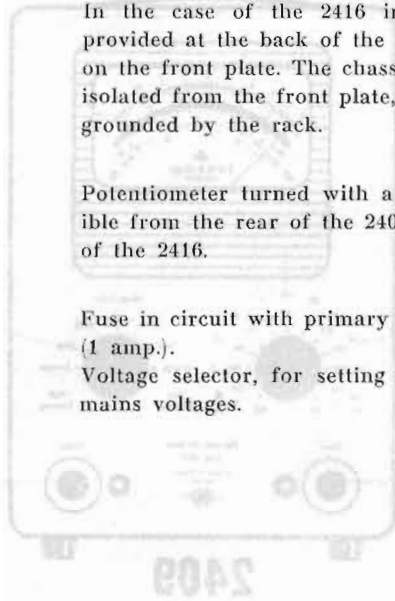 In the case of the 2416 in
provided at the back of the
on the front plate. The chass
isolated from the front plate,
grounded by the rack.
Potentiometer turned with a
ible from the rear of the 240
of the 2416.
Fuse in circuit with primary
(1 amp.).
Voltage selector, for setting
mains voltages.
2409